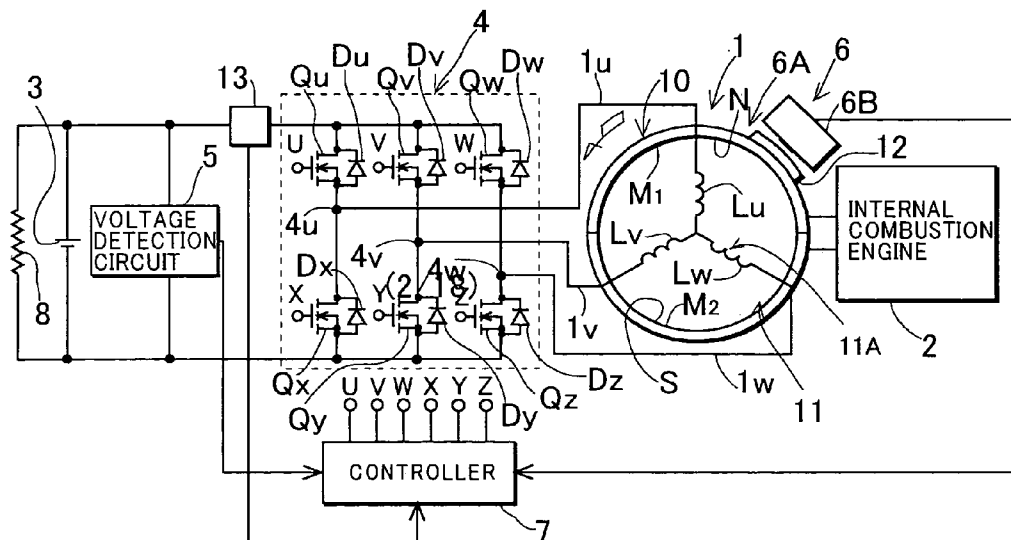 4
1
6
Du
Dv
Dw
1u
6A
Qu
Qv
Qw
10
N
6B
3
13
12
U
V
W
5
M1
Lu
VOLTAGE
DETECTION
CIRCUIT
INTERNAL
COMBUSTION
ENGINE
4u
4v
4w
Lv
Lw
Dx
(2 18)
X
Y
Z
M2
8
1v
11A
2
Qx
U V W X Y Z
Dz
S
1w
11
Qy
Dy
Qz
CONTROLLER
7